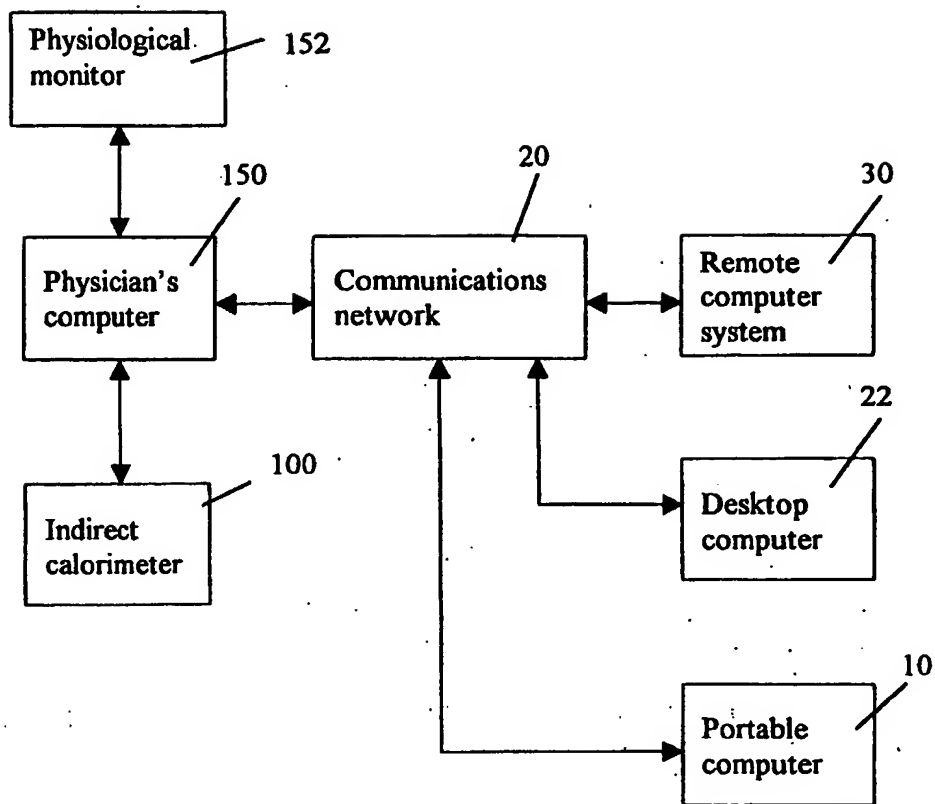 Physiological
monitor
152
20
150
30
Physician's
computer
Communications
network
Remote
computer
system
22
100
Desktop
computer
Indirect
calorimeter
10
Portable
computer